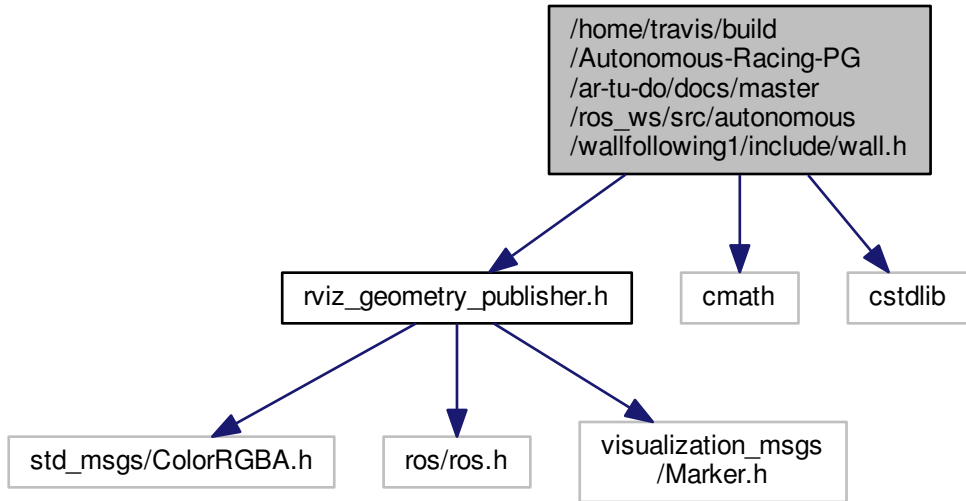 /home/travis/build
/Autonomous-Racing-PG
/ar-tu-do/docs/master
/ros_ws/src/autonomous
/wallfollowing1/include/wall.h
rviz_geometry_publisher.h
cmath
cstdlib
std_msgs/ColorRGBA.h
ros/ros.h
visualization_msgs
/Marker.h